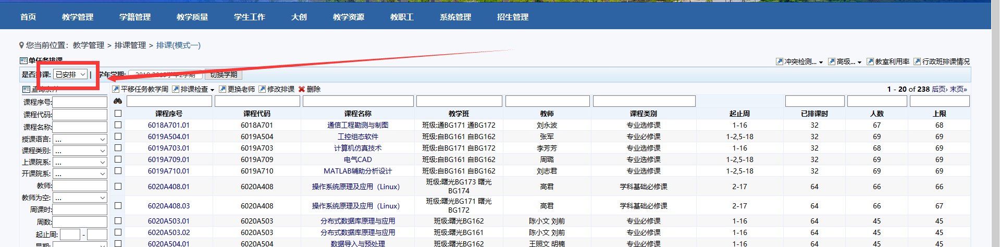 首页 教学管理 学籍管理 教学质量 学生工作 大创 教学资源 教职工 系统管理 招生管理
您当前位置： 教学管理 > 排课管理 > 排课(模式一)
单任务排课 冲突检测... 高级... 教室利用率 行政班排课情况
是否排课: 已安排 | 学年学期: 2018-2019学年2学期 切换学期
查询条件 平移任务教学周 排课检查 更换老师 修改排课 删除 1 - 20 of 238 后页› 末页»
课程序号:
课程代码: 课程序号 课程代码 课程名称 教学班 教师 课程类别 起止周 已排课时 人数 上限
课程名称: 6018A701.01 6018A701 通信工程勘测与制图 班级:通BG171 通BG172 刘永波 专业选修课 1-16 32 67 68
授课语言: ... 6019A504.01 6019A504 工控组态软件 班级:自BG161 自BG162 张军 专业必修课 1-2,5-18 32 69 69
课程类别: ... 6019A703.01 6019A703 计算机仿真技术 班级:自BG171 自BG172 李芳芳 专业选修课 1-16 32 68 69
上课院系: ... 6019A709.01 6019A709 电气CAD 班级:自BG161 自BG162 周璐 专业选修课 1-2,5-18 32 69 69
开课院系: ... 6019A710.01 6019A710 MATLAB辅助分析设计 班级:自BG161 自BG162 刘志君 专业选修课 1-2,5-18 32 69 69
教师: 6020A408.01 6020A408 操作系统原理及应用（Linux） 班级:曙光BG173 曙光BG174 高君 学科基础必修课 2-17 64 66 66
教师为空: ...
周课时: 6020A408.03 6020A408 操作系统原理及应用（Linux） 班级:曙光BG171 曙光BG172 高君 学科基础必修课 2-17 64 66 67
周数: 6020A503.01 6020A503 分布式数据库原理与应用 班级:曙光BG162 陈小文 刘前 专业必修课 1-16 64 45 45
起止周: - 6020A503.02 6020A503 分布式数据库原理与应用 班级:曙光BG161 陈小文 刘前 专业必修课 1-16 64 45 45
星期: 6020A504.01 6020A504 数据导入与预处理 班级:曙光BG162 王照文 胡楠 专业必修课 1-16 64 45 45